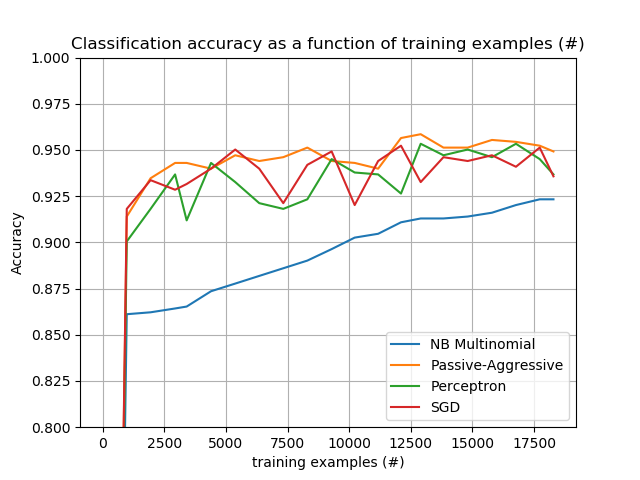 Classification accuracy as a function of training examples (#)
1.000
0.975
0.950
0.925
0.900
0.875
0.850
0.825
0.800
Accuracy
NB Multinomial
Passive-Aggressive
Perceptron
SGD
0 2500 5000 7500 10000 12500 15000 17500
training examples (#)